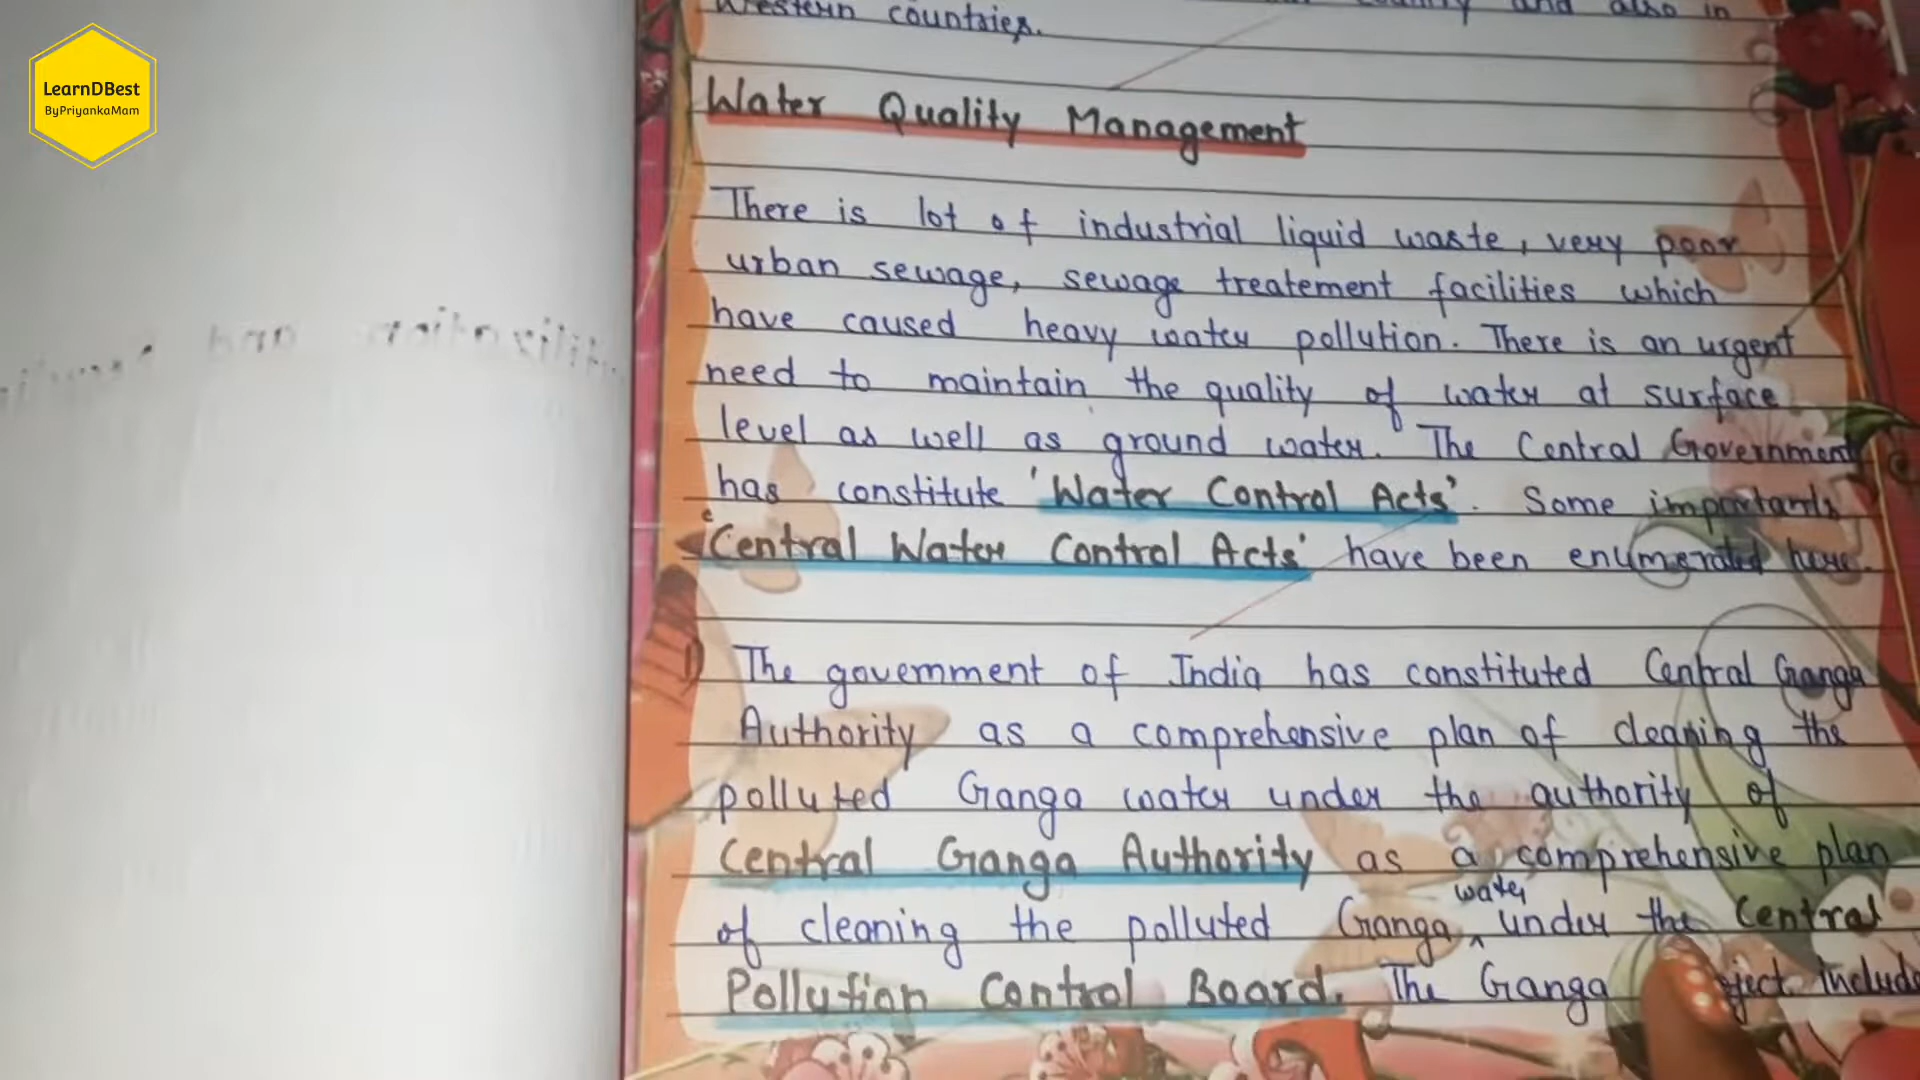 LearnDBest
ByPriyankaMam
and also in
Western countries.
Water Quality Management
There is lot of industrial liquid waste, very poor
urban sewage, sewage treatement facilities which
have caused heavy water pollution. There is an urgent
need to maintain the quality of water at surface
level as well as ground water. The Central Government
has constitute 'Water Control Acts'. Some importants
'Central Water Control Acts' have been enumerated here.
1) The government of India has constituted Central Ganga
Authority as a comprehensive plan of cleaning the
polluted Ganga water under the authority of
Central Ganga Authority as a comprehensive plan
of cleaning the polluted Ganga water under the Central
Pollution Control Board. The Ganga